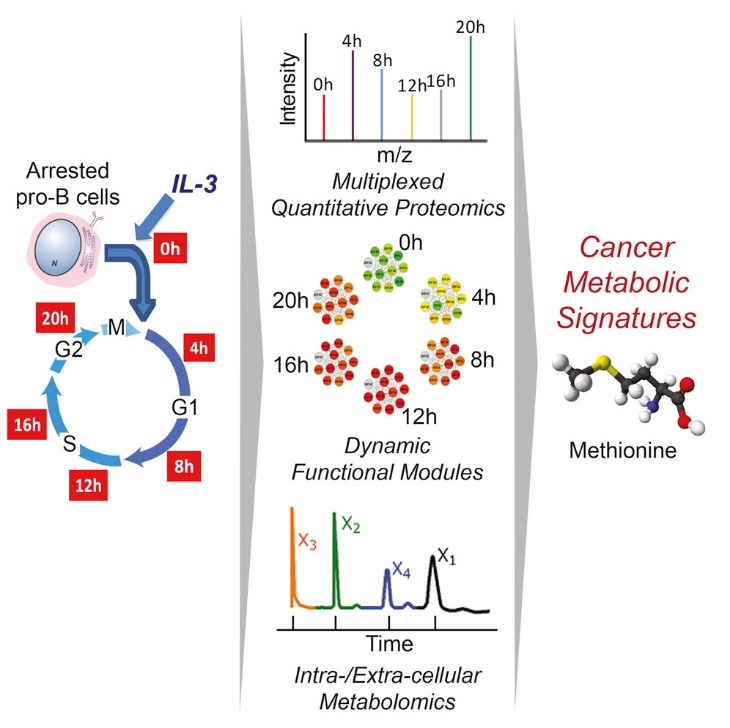 Arrested
pro-B cells
IL-3
N
0h
4h
8h
12h
16h
20h
M
G1
S
G2
Intensity
0h
4h
8h
12h
16h
20h
m/z
Multiplexed
Quantitative Proteomics
0h
4h
8h
12h
16h
20h
Dynamic
Functional Modules
X3
X2
X4
X1
Time
Intra-/Extra-cellular
Metabolomics
Cancer
Metabolic
Signatures
Methionine